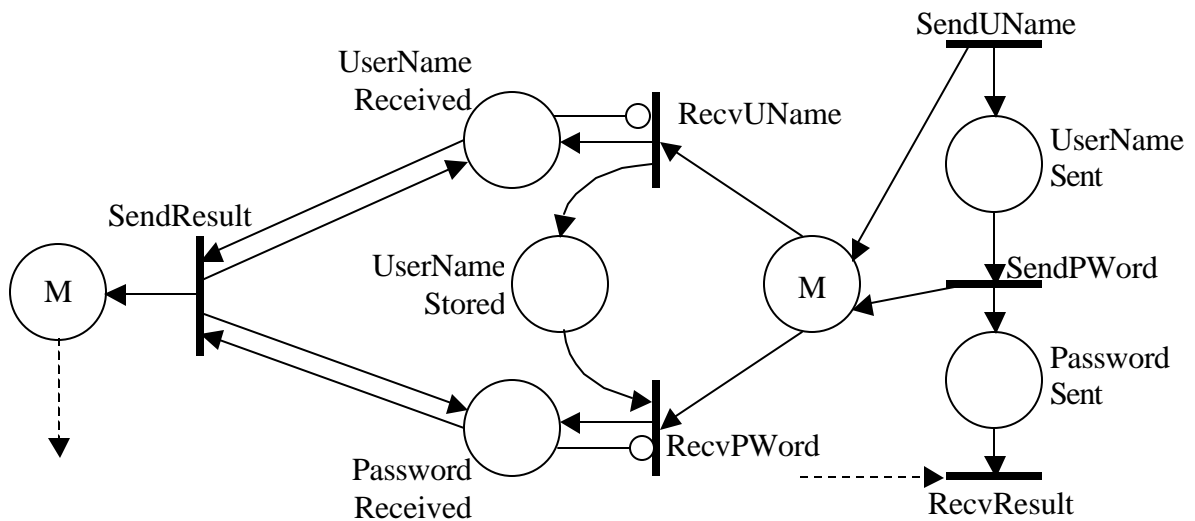 SendUName
UserName
Received
RecvUName
UserName
Sent
SendResult
M
UserName
Stored
M
SendPWord
Password
Sent
Password
Received
RecvPWord
RecvResult